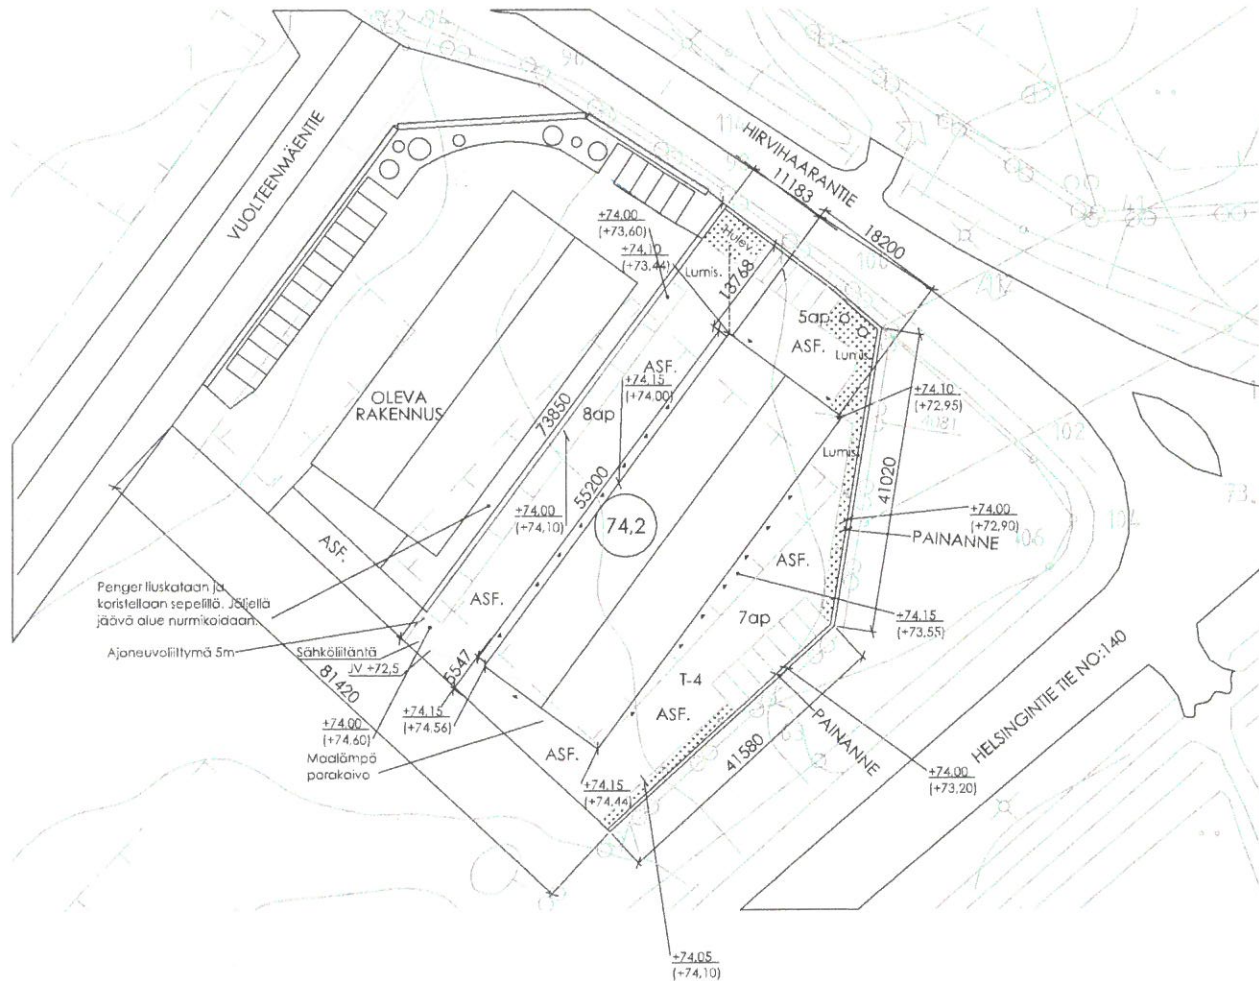 VUOLTEENMÄENTIE
HIRVIHAARANTIE
11183
18200
+74.00
(+73,60)
+74,10
(+73,44)
Hulev.
Lumis.
13768
5ap
ASF.
Lumis.
ASF.
+74.15
(+74,00)
8ap
OLEVA
RAKENNUS
73850
+74.10
(+72,95)
4081
102
Lumis.
41020
55200
+74.00
(+74,10)
74,2
+74.00
(+72,90)
PAINANNE
106
104
ASF.
ASF.
Penger liuskataan ja
koristellaan sepelillä. Jäljellä
jäävä alue nurmikoidaan.
ASF.
+74.15
(+73,55)
7ap
Ajoneuvoliittymä 5m
Sähköliitäntä
JV +72,5
5547
81420
T-4
ASF.
+74.00
(+74,60)
+74.15
(+74,56)
Maalämpö
porakaivo
ASF.
+74.15
(+74,44)
41580
PAINANNE
HELSINGINTIE TIE NO:140
+74.00
(+73,20)
+74,05
(+74,10)